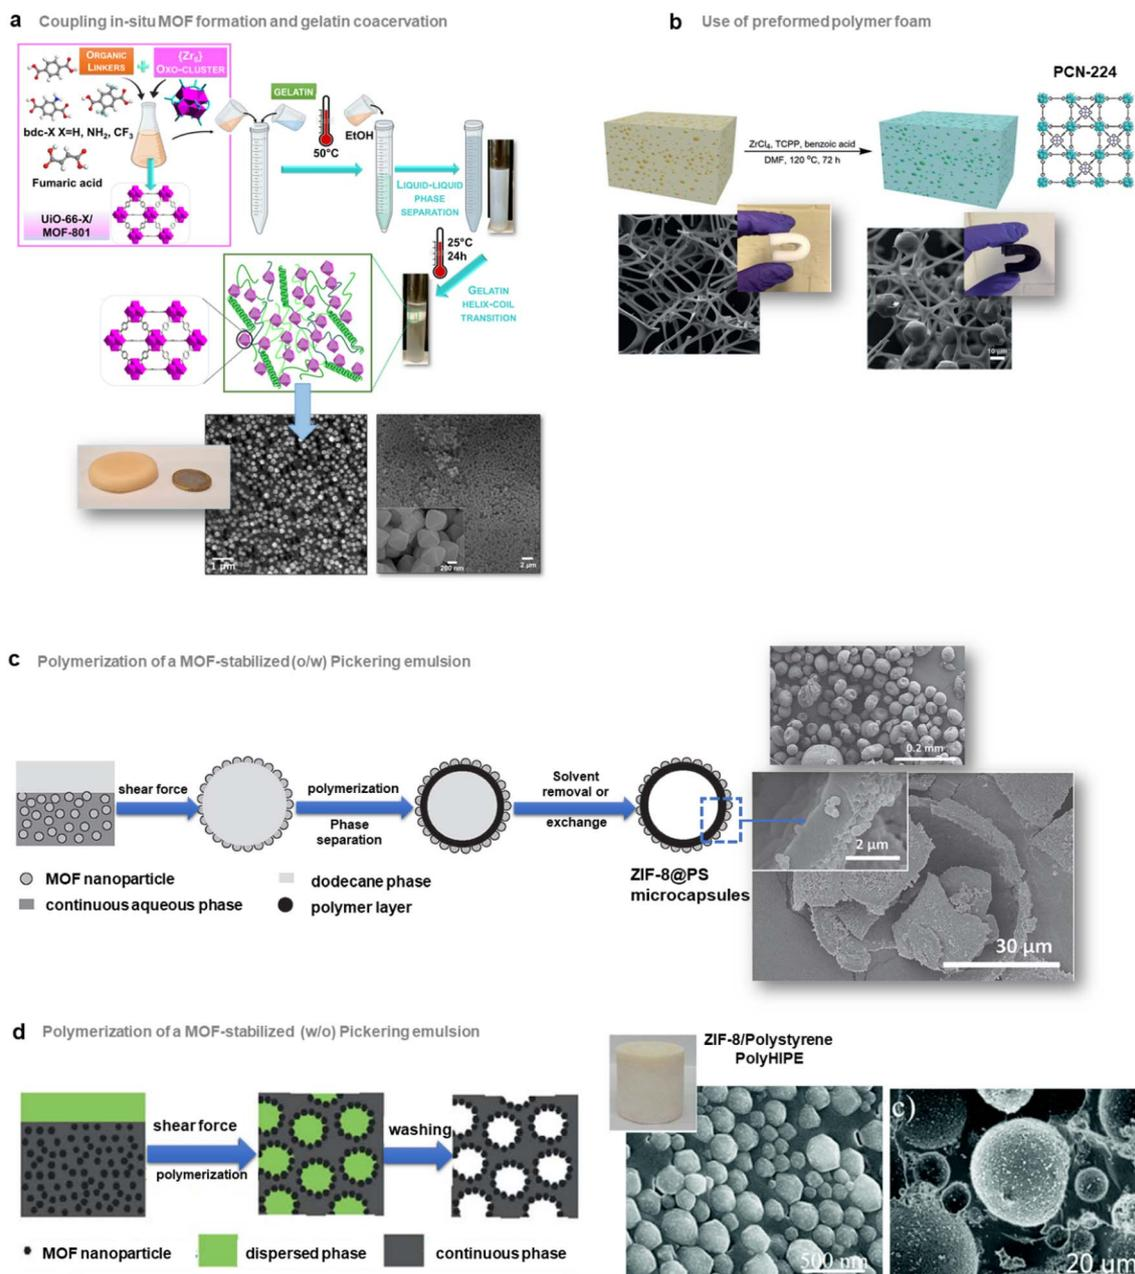 a Coupling in-situ MOF formation and gelatin coacervation
ORGANIC
LINKERS
+
{Zr6}
OXO-CLUSTER
bdc-X X=H, NH2, CF3
Fumaric acid
UiO-66-X/
MOF-801
GELATIN
50°C
EtOH
LIQUID-LIQUID
PHASE
SEPARATION
25°C
24h
GELATIN
HELIX-COIL
TRANSITION
1 µm
200 nm
2 µm
b Use of preformed polymer foam
PCN-224
ZrCl4, TCPP, benzoic acid
DMF, 120 °C, 72 h
10 µm
c Polymerization of a MOF-stabilized (o/w) Pickering emulsion
shear force
polymerization
Phase
separation
Solvent
removal or
exchange
ZIF-8@PS
microcapsules
MOF nanoparticle
continuous aqueous phase
dodecane phase
polymer layer
0.2 mm
2 µm
30 µm
d Polymerization of a MOF-stabilized (w/o) Pickering emulsion
shear force
polymerization
washing
MOF nanoparticle
dispersed phase
continuous phase
ZIF-8/Polystyrene
PolyHIPE
500 nm
c)
20 um